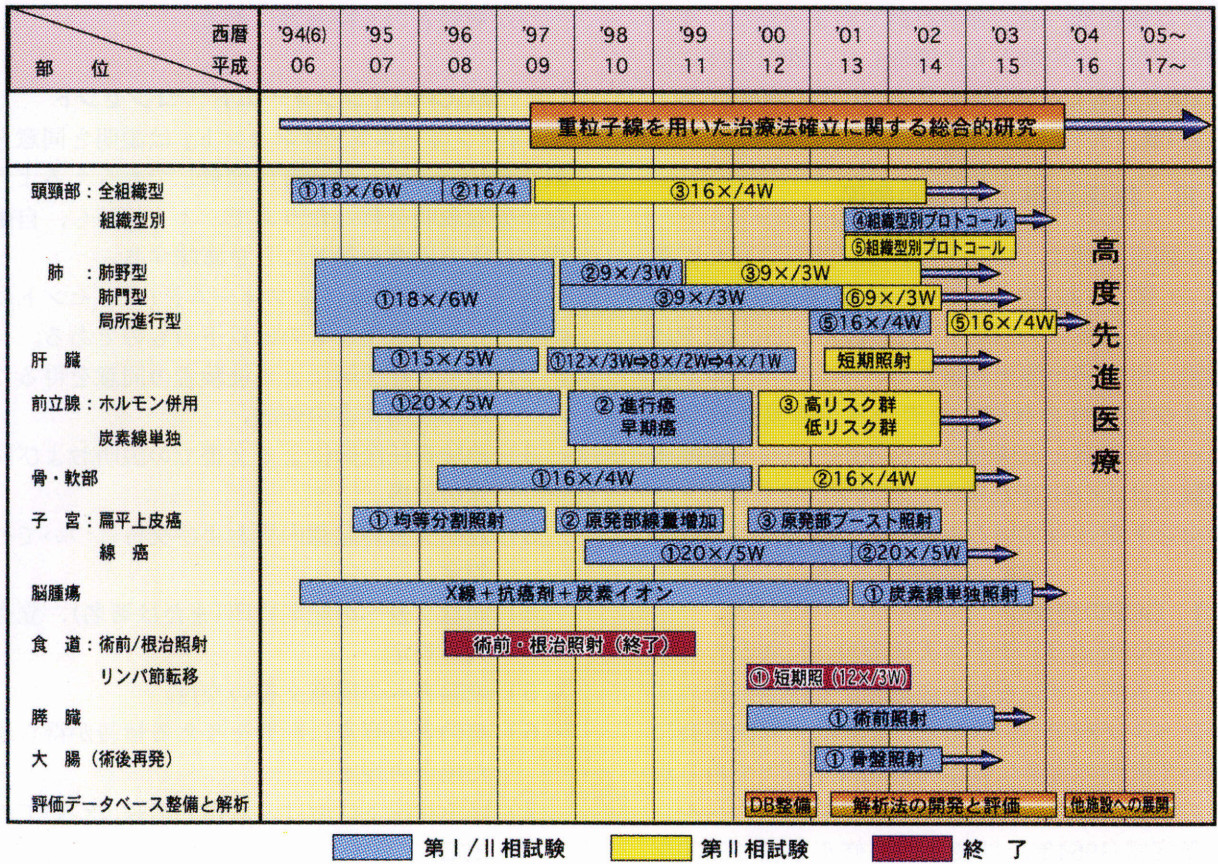 西暦 '94(6) '95 '96 '97 '98 '99 '00 '01 '02 '03 '04 '05〜
部 位 平成 06 07 08 09 10 11 12 13 14 15 16 17〜
重粒子線を用いた治療法確立に関する総合的研究
頭頸部：全組織型 ①18×/6W ②16/4 ③16×/4W
組織型別 ④組織型別プロトコール
⑤組織型別プロトコール
肺 ：肺野型 ②9×/3W ③9×/3W
肺門型 ①18×/6W ③9×/3W ⑥9×/3W
局所進行型 ⑤16×/4W ⑤16×/4W
肝 臓 ①15×/5W ①12×/3W⇨8×/2W⇨4×/1W 短期照射
前立腺：ホルモン併用 ①20×/5W ② 進行癌 ③ 高リスク群
炭素線単独 早期癌 低リスク群
骨・軟部 ①16×/4W ②16×/4W
子 宮：扁平上皮癌 ① 均等分割照射 ② 原発部線量増加 ③ 原発部ブースト照射
線 癌 ①20×/5W ②20×/5W
脳腫瘍 X線＋抗癌剤＋炭素イオン ① 炭素線単独照射
食 道：術前/根治照射 術前・根治照射（終了）
リンパ節転移 ① 短期照（12×/3W）
膵 臓 ① 術前照射
大 腸（術後再発） ① 骨盤照射
評価データベース整備と解析 DB整備 解析法の開発と評価 他施設への展開
高度先進医療
第Ⅰ/Ⅱ相試験 第Ⅱ相試験 終 了